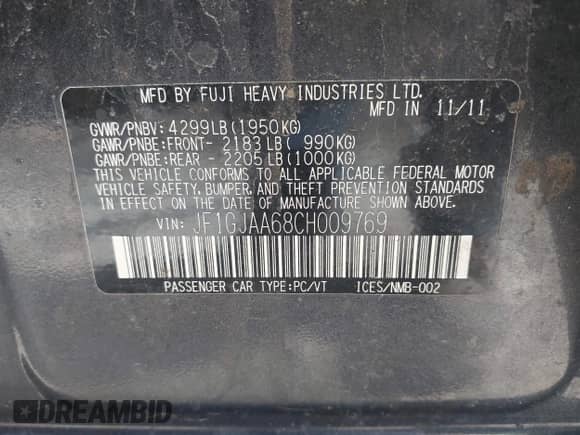 MFD BY FUJI HEAVY INDUSTRIES LTD.
MFD IN 11/11
GVWR/PNBV: 4299LB(1950KG)
GAWR/PNBE:FRONT- 2183LB( 990KG)
GAWR/PNBE:REAR - 2205LB(1000KG)
THIS VEHICLE CONFORMS TO ALL APPLICABLE FEDERAL MOTOR
VEHICLE SAFETY, BUMPER, AND THEFT PREVENTION STANDARDS
IN EFFECT ON THE DATE OF MANUFACTURE SHOWN ABOVE.
VIN: JF1GJAA68CH009769
PASSENGER CAR TYPE:PC/VT ICES/NMB-002
DREAMBID